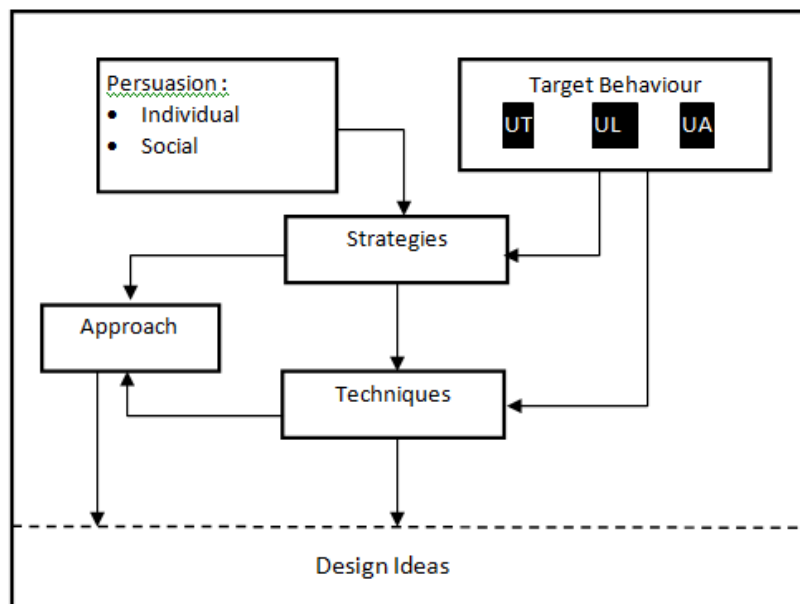 Persuasion :
• Individual
• Social
Target Behaviour
UT UL UA
Strategies
Approach
Techniques
Design Ideas